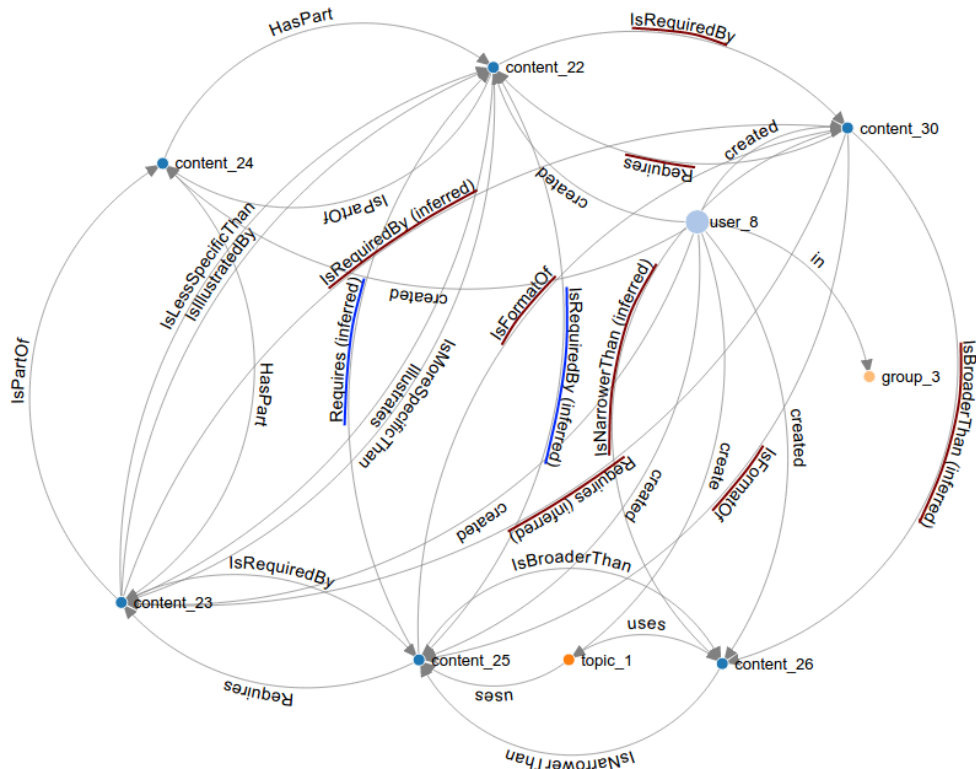 HasPart
IsRequiredBy
content_22
content_30
content_24
created
Requires
created
IsPartOf
user_8
IsLessSpecificThan
IsIllustratedBy
IsRequiredBy (inferred)
in
created
IsFormatOf
IsRequiredBy (inferred)
IsNarrowerThan (inferred)
Requires (inferred)
IsPartOf
HasPart
Illustrates
IsMoreSpecificThan
group_3
IsBroaderThan (inferred)
created
create
IsFormatOf
Requires (inferred)
created
created
IsRequiredBy
IsBroaderThan
content_23
uses
content_25
topic_1
content_26
Requires
uses
IsNarrowerThan